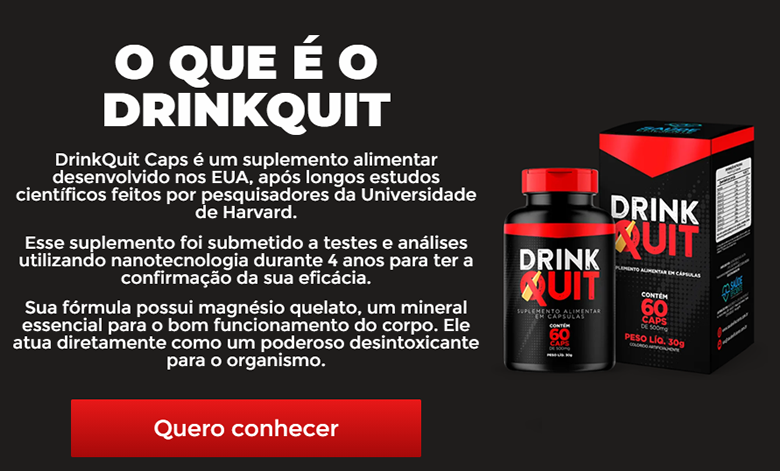 O QUE É O
DRINKQUIT
DrinkQuit Caps é um suplemento alimentar
desenvolvido nos EUA, após longos estudos
científicos feitos por pesquisadores da Universidade
de Harvard.
Esse suplemento foi submetido a testes e análises
utilizando nanotecnologia durante 4 anos para ter a
confirmação da sua eficácia.
Sua fórmula possui magnésio quelato, um mineral
essencial para o bom funcionamento do corpo. Ele
atua diretamente como um poderoso desintoxicante
para o organismo.
Quero conhecer
DRINK
QUIT
SUPLEMENTO ALIMENTAR
EM CÁPSULAS
CONTÉM
60
CAPS
DE 500mg
PESO LÍQ. 30g
DRINK
QUIT
SUPLEMENTO ALIMENTAR EM CÁPSULAS
CONTÉM
60
CAPS
DE 500mg
PESO LÍQ. 30g
COLORIDO ARTIFICIALMENTE
SAÚDE